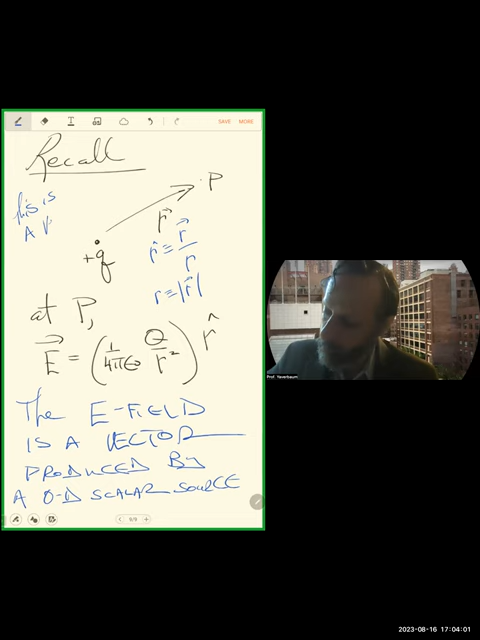 SAVE MORE
Recall
P
this is
A
r⃗
+q
r̂ = r⃗/r
r = |r⃗|
at P,
E⃗ = (1/4πε₀ Q/r²) r̂
The E-FIELD
IS A VECTOR
PRODUCED BY
A 0-D SCALAR SOURCE
9/9
Prof. Yaverbaum
2023-08-16 17:04:01